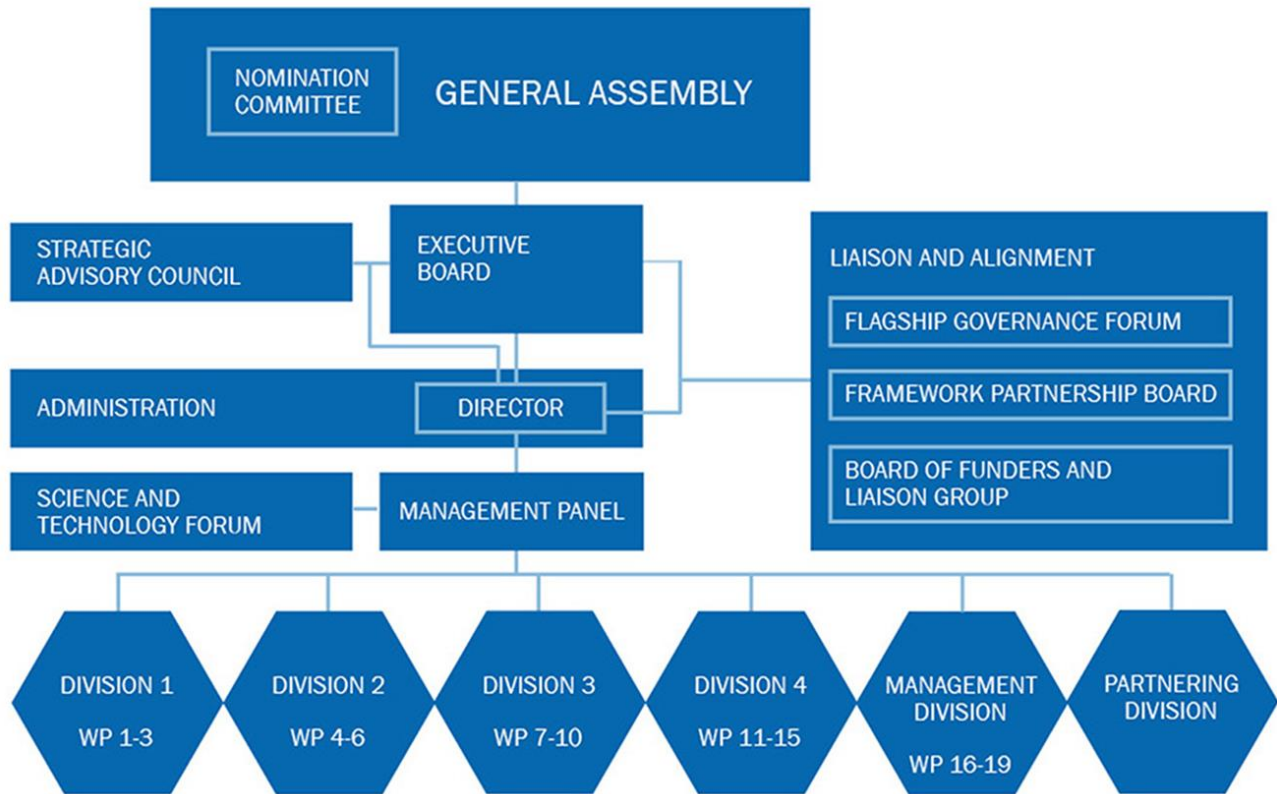 NOMINATION
COMMITTEE
GENERAL ASSEMBLY
STRATEGIC
ADVISORY COUNCIL
EXECUTIVE
BOARD
LIAISON AND ALIGNMENT
FLAGSHIP GOVERNANCE FORUM
FRAMEWORK PARTNERSHIP BOARD
BOARD OF FUNDERS AND
LIAISON GROUP
ADMINISTRATION
DIRECTOR
SCIENCE AND
TECHNOLOGY FORUM
MANAGEMENT PANEL
DIVISION 1
WP 1-3
DIVISION 2
WP 4-6
DIVISION 3
WP 7-10
DIVISION 4
WP 11-15
MANAGEMENT
DIVISION
WP 16-19
PARTNERING
DIVISION